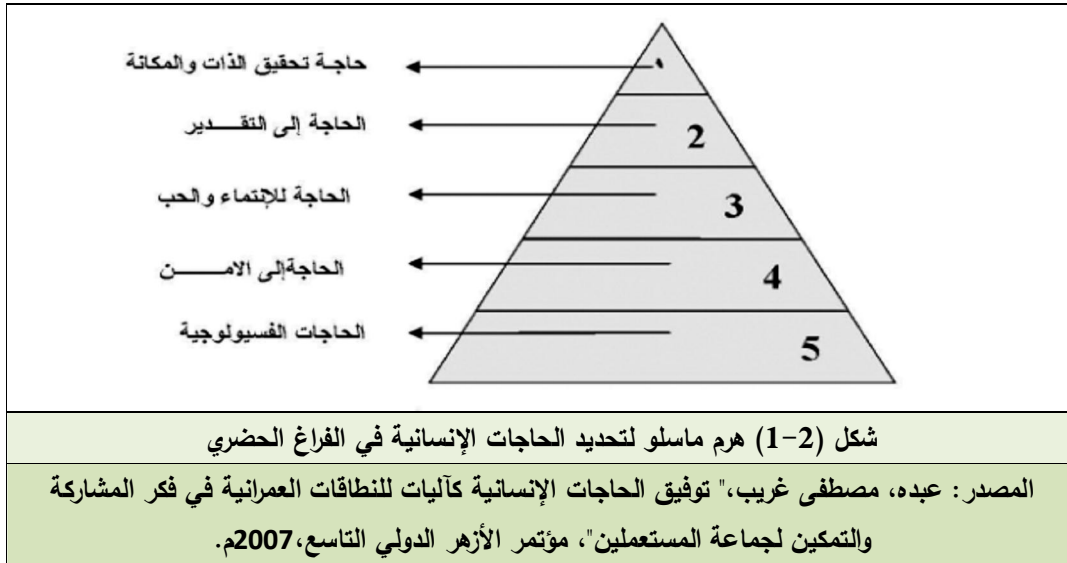 حاجة تحقيق الذات والمكانة
١
الحاجة إلى التقـــدير
2
الحاجة للإنتماء والحب
3
الحاجةإلى الامـــــن
4
الحاجات الفسيولوجية
5
شكل (2-1) هرم ماسلو لتحديد الحاجات الإنسانية في الفراغ الحضري
المصدر: عبده، مصطفى غريب،" توفيق الحاجات الإنسانية كآليات للنطاقات العمرانية في فكر المشاركة
والتمكين لجماعة المستعملين"، مؤتمر الأزهر الدولي التاسع،2007م.